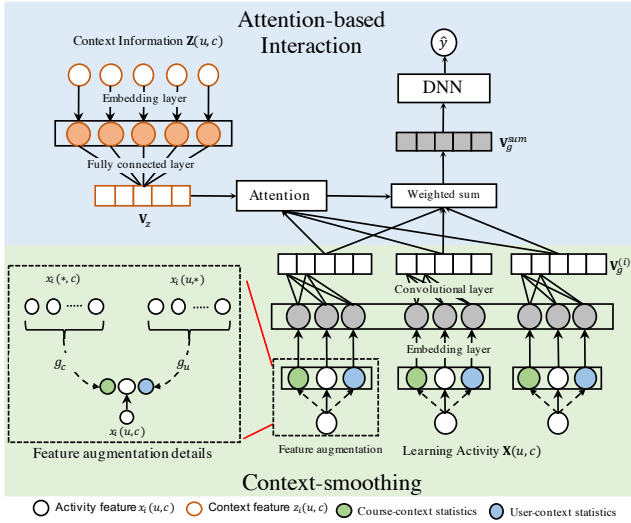 Attention-based
Interaction
Context Information Z(u, c)
Embedding layer
Fully connected layer
V_z
Attention
Weighted sum
V_g^{sum}
DNN
ŷ
V_g^{(i)}
Convolutional layer
Embedding layer
x_i(*, c)
x_i(u,*)
g_c
g_u
x_i(u, c)
Feature augmentation details
Feature augmentation
Learning Activity X(u, c)
Context-smoothing
Activity feature x_i(u, c)
Context feature z_i(u, c)
Course-context statistics
User-context statistics